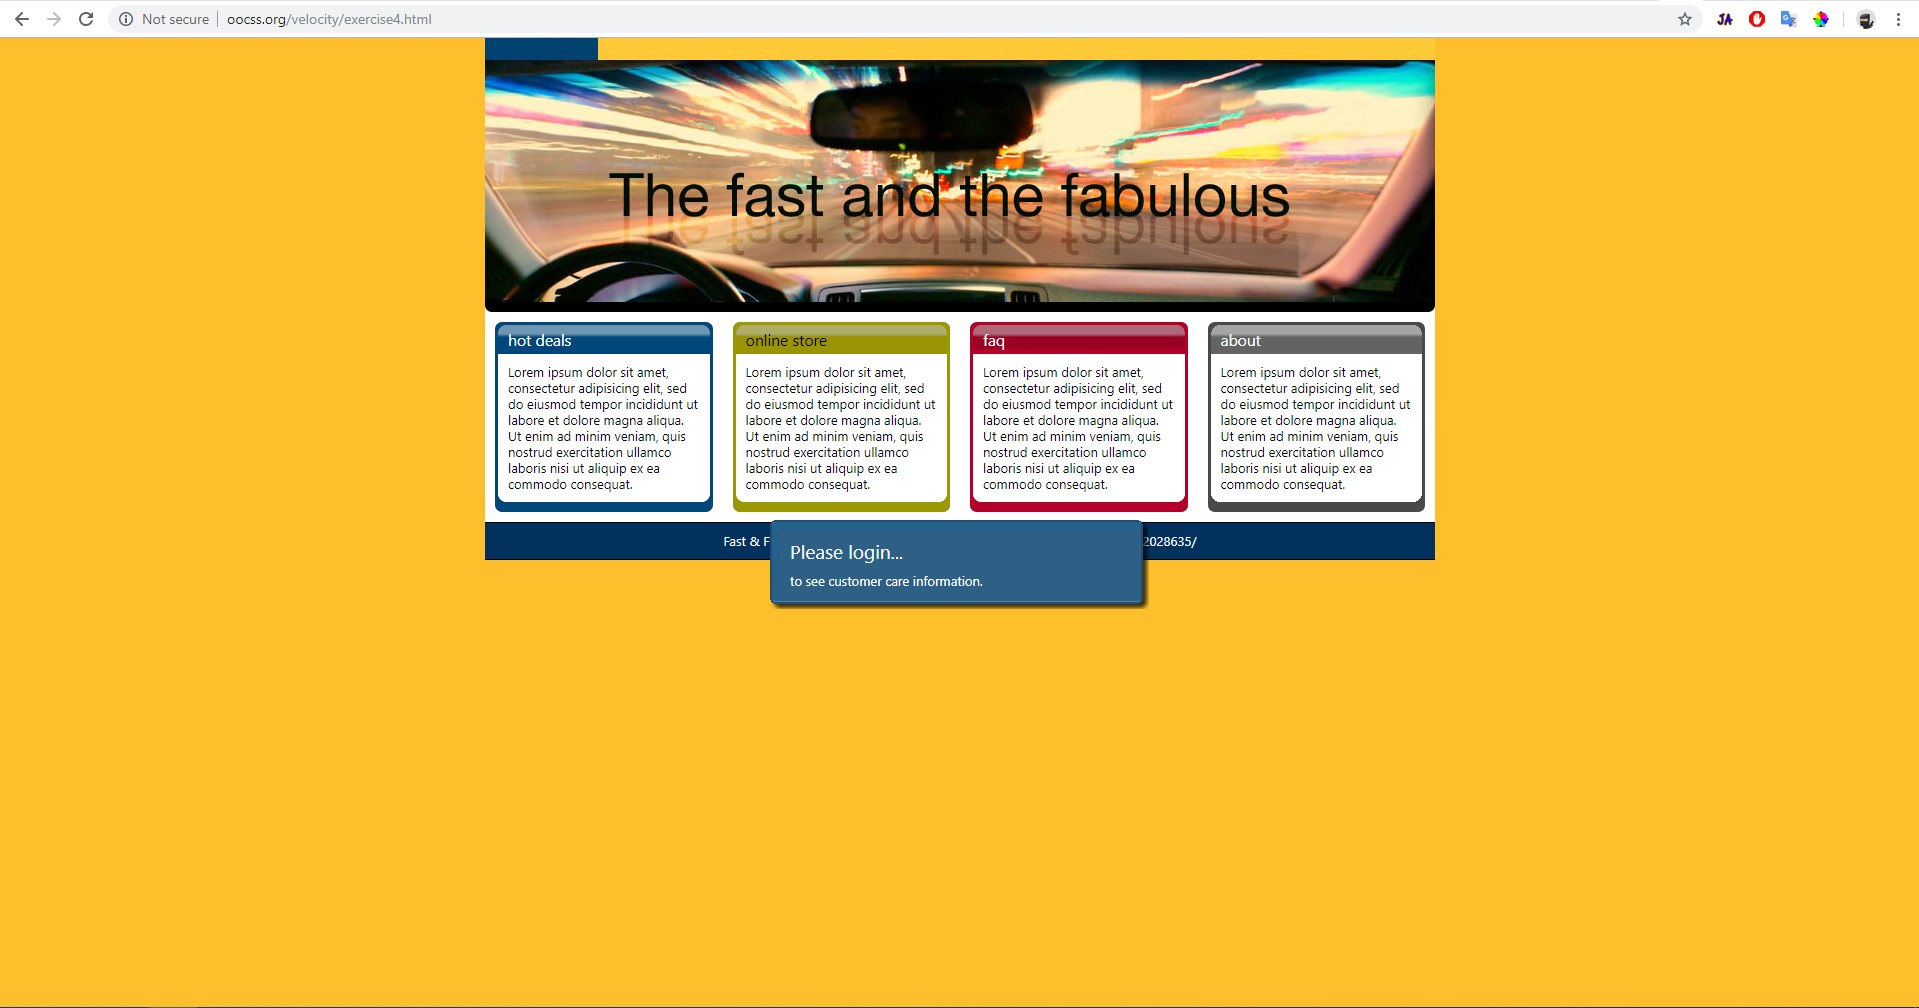 Not secure | oocss.org/velocity/exercise4.html
JA
The fast and the fabulous
hot deals
Lorem ipsum dolor sit amet,
consectetur adipisicing elit, sed
do eiusmod tempor incididunt ut
labore et dolore magna aliqua.
Ut enim ad minim veniam, quis
nostrud exercitation ullamco
laboris nisi ut aliquip ex ea
commodo consequat.
online store
Lorem ipsum dolor sit amet,
consectetur adipisicing elit, sed
do eiusmod tempor incididunt ut
labore et dolore magna aliqua.
Ut enim ad minim veniam, quis
nostrud exercitation ullamco
laboris nisi ut aliquip ex ea
commodo consequat.
faq
Lorem ipsum dolor sit amet,
consectetur adipisicing elit, sed
do eiusmod tempor incididunt ut
labore et dolore magna aliqua.
Ut enim ad minim veniam, quis
nostrud exercitation ullamco
laboris nisi ut aliquip ex ea
commodo consequat.
about
Lorem ipsum dolor sit amet,
consectetur adipisicing elit, sed
do eiusmod tempor incididunt ut
labore et dolore magna aliqua.
Ut enim ad minim veniam, quis
nostrud exercitation ullamco
laboris nisi ut aliquip ex ea
commodo consequat.
Fast & F 2028635/
Please login...
to see customer care information.